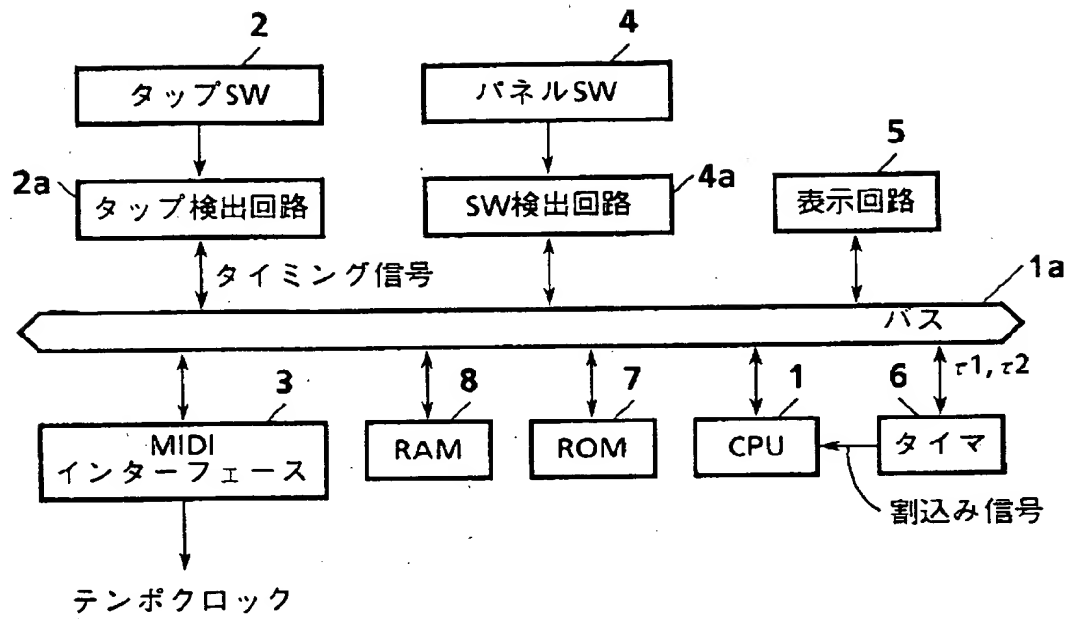 2
4
タップSW
パネルSW
5
2a
4a
タップ検出回路
SW検出回路
表示回路
タイミング信号
1a
バス
3
8
7
1
6
τ1, τ2
MIDI
インターフェース
RAM
ROM
CPU
タイマ
割込み信号
テンポクロック